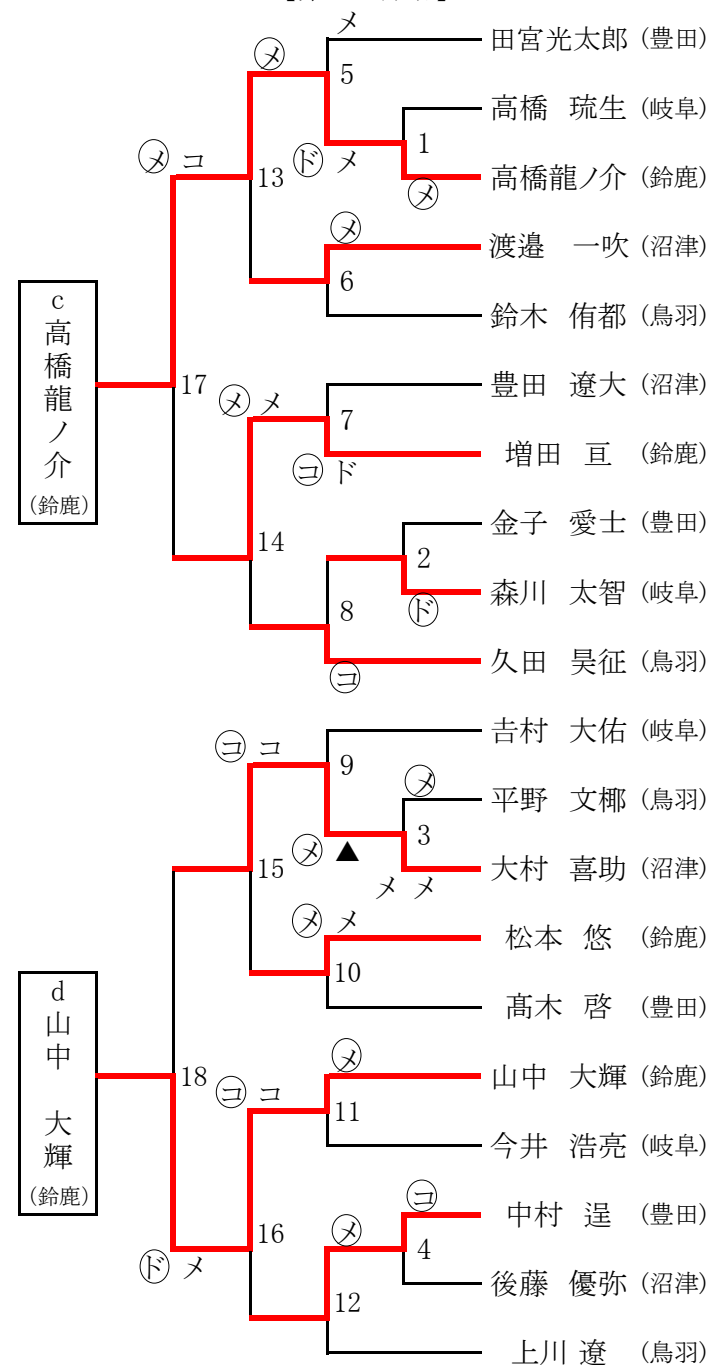 メ
田宮光太郎 (豊田)
メ
5
高橋 琉生 (岐阜)
1
メ コ
13
ド メ
高橋龍ノ介 (鈴鹿)
メ
メ
渡邉 一吹 (沼津)
6
鈴木 侑都 (鳥羽)
c高橋龍ノ介
(鈴鹿)
17
豊田 遼大 (沼津)
メ メ
7
増田 亘 (鈴鹿)
コ ド
金子 愛士 (豊田)
14
2
森川 太智 (岐阜)
8
ド
久田 昊征 (鳥羽)
コ
𠮷村 大佑 (岐阜)
コ コ
9
メ
平野 文椰 (鳥羽)
3
メ ▲
15
大村 喜助 (沼津)
メ メ
メ メ
松本 悠 (鈴鹿)
10
髙木 啓 (豊田)
d山中 大輝
(鈴鹿)
メ
18
山中 大輝 (鈴鹿)
コ コ
11
今井 浩亮 (岐阜)
コ
中村 逞 (豊田)
16
メ
4
ド メ
後藤 優弥 (沼津)
12
上川 遼 (鳥羽)